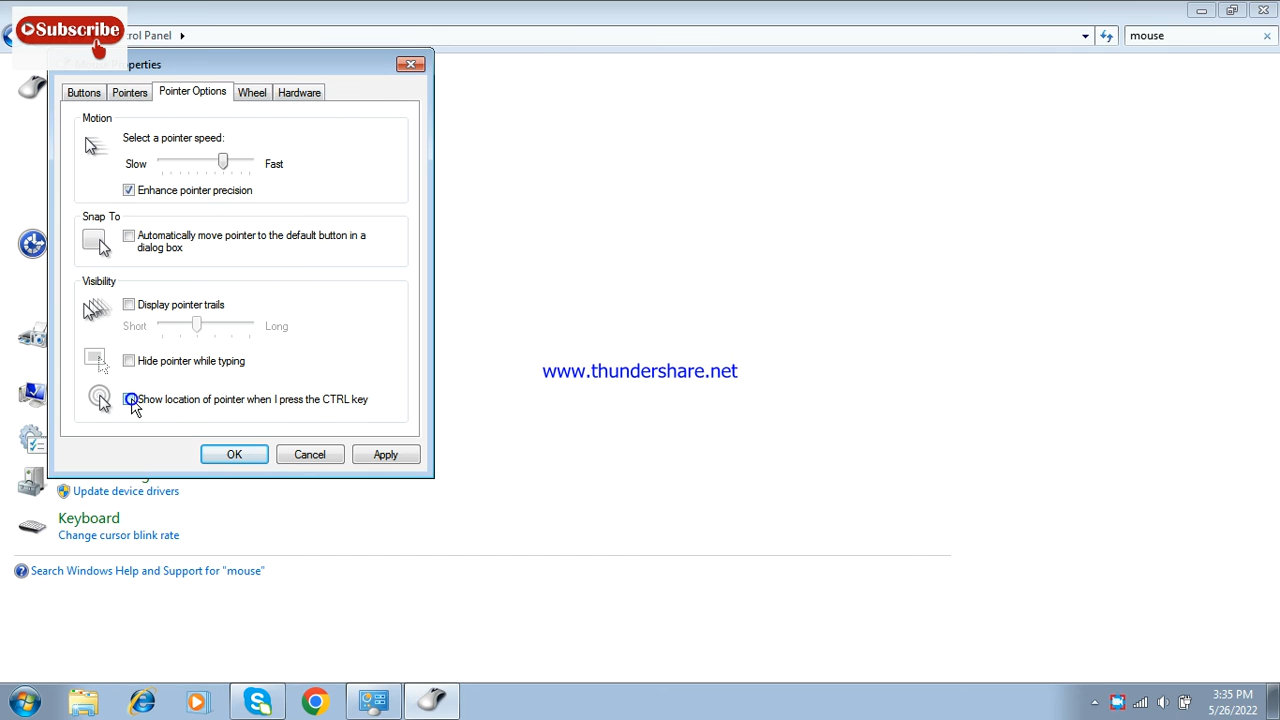 Subscribe
rol Panel
mouse
operties
Buttons
Pointers
Pointer Options
Wheel
Hardware
Motion
Select a pointer speed:
Slow
Fast
Enhance pointer precision
Snap To
Automatically move pointer to the default button in a
dialog box
Visibility
Display pointer trails
Short
Long
Hide pointer while typing
Show location of pointer when I press the CTRL key
OK
Cancel
Apply
www.thundershare.net
Update device drivers
Keyboard
Change cursor blink rate
Search Windows Help and Support for "mouse"
3:35 PM
5/26/2022